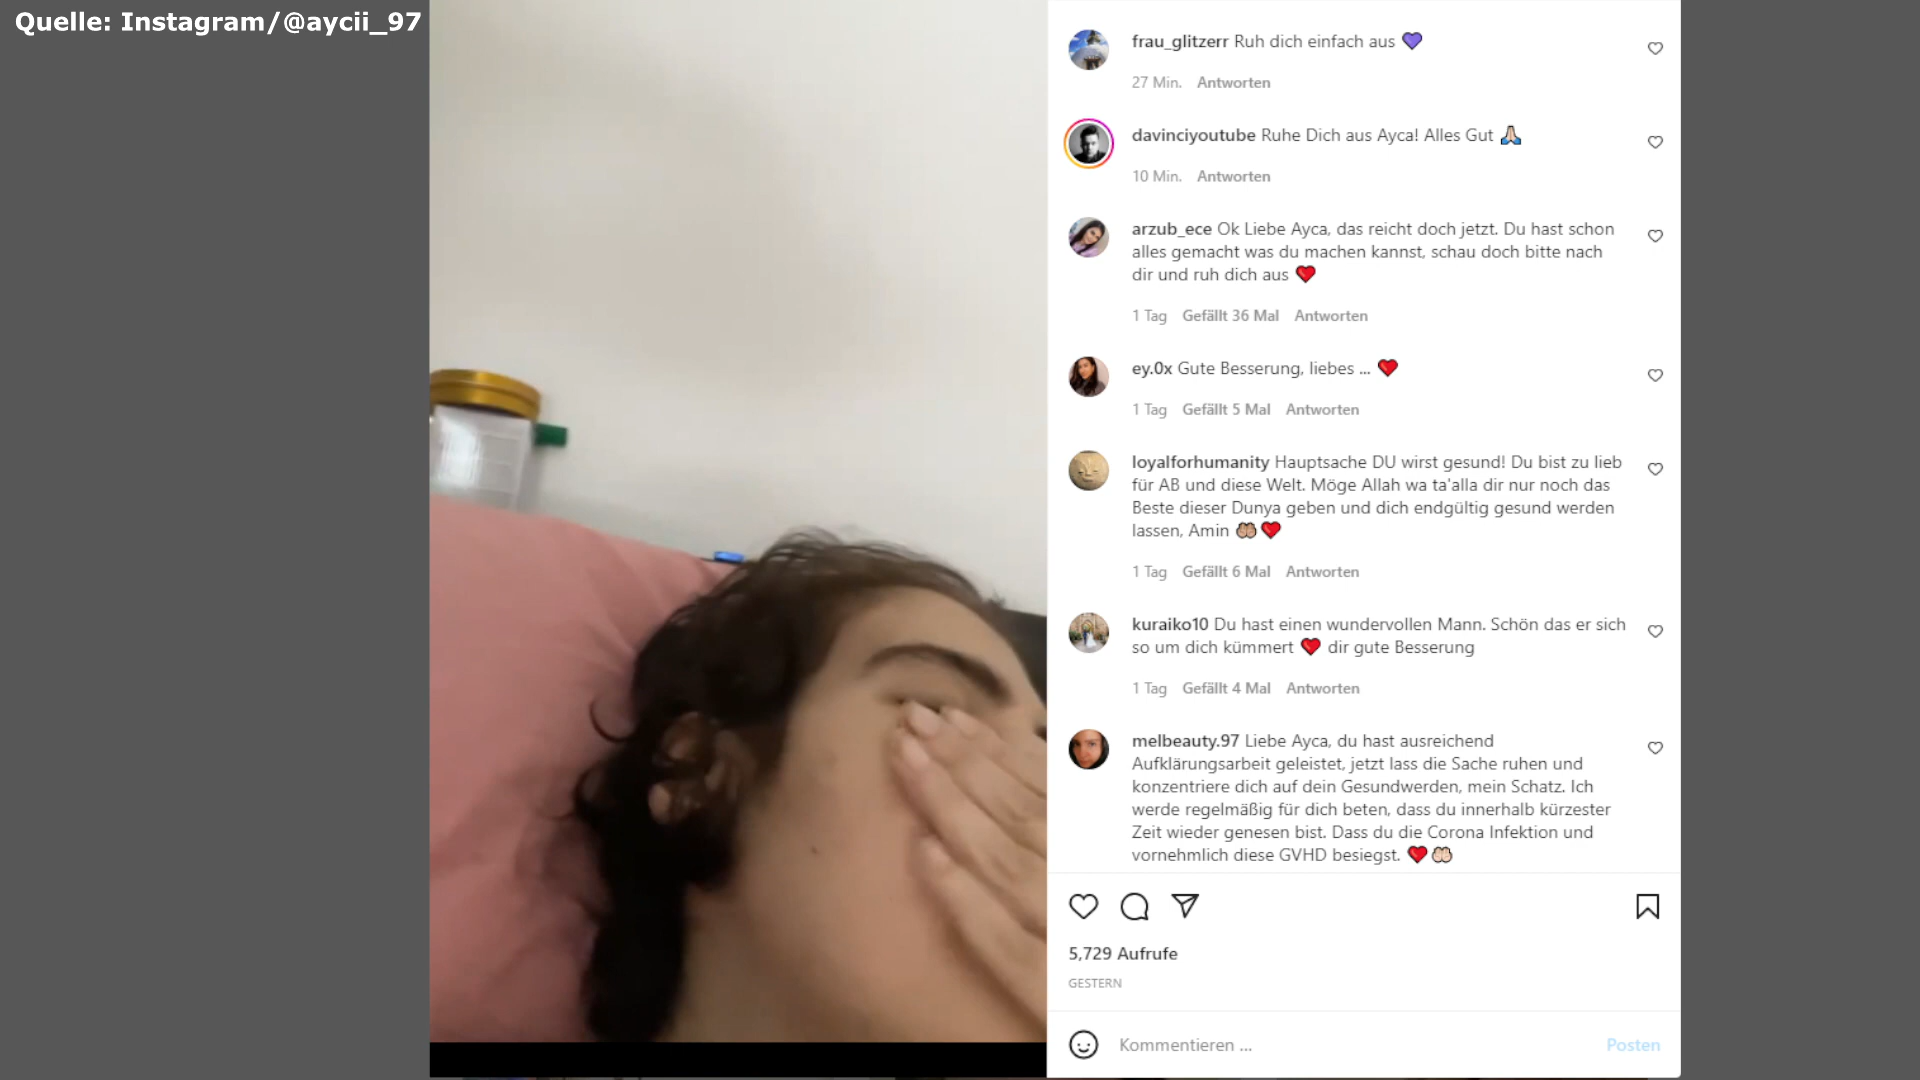 Quelle: Instagram/@aycii_97
frau_glitzerr Ruh dich einfach aus 💜
27 Min. Antworten
davinciyoutube Ruhe Dich aus Ayca! Alles Gut 🙏🏻
10 Min. Antworten
arzub_ece Ok Liebe Ayca, das reicht doch jetzt. Du hast schon
alles gemacht was du machen kannst, schau doch bitte nach
dir und ruh dich aus ❤️
1 Tag Gefällt 36 Mal Antworten
ey.0x Gute Besserung, liebes ... ❤️
1 Tag Gefällt 5 Mal Antworten
loyalforhumanity Hauptsache DU wirst gesund! Du bist zu lieb
für AB und diese Welt. Möge Allah wa ta'alla dir nur noch das
Beste dieser Dunya geben und dich endgültig gesund werden
lassen, Amin 🤲🏽❤️
1 Tag Gefällt 6 Mal Antworten
kuraiko10 Du hast einen wundervollen Mann. Schön das er sich
so um dich kümmert ❤️ dir gute Besserung
1 Tag Gefällt 4 Mal Antworten
melbeauty.97 Liebe Ayca, du hast ausreichend
Aufklärungsarbeit geleistet, jetzt lass die Sache ruhen und
konzentriere dich auf dein Gesundwerden, mein Schatz. Ich
werde regelmäßig für dich beten, dass du innerhalb kürzester
Zeit wieder genesen bist. Dass du die Corona Infektion und
vornehmlich diese GVHD besiegst. ❤️🤲🏻
5,729 Aufrufe
GESTERN
Kommentieren ...
Posten